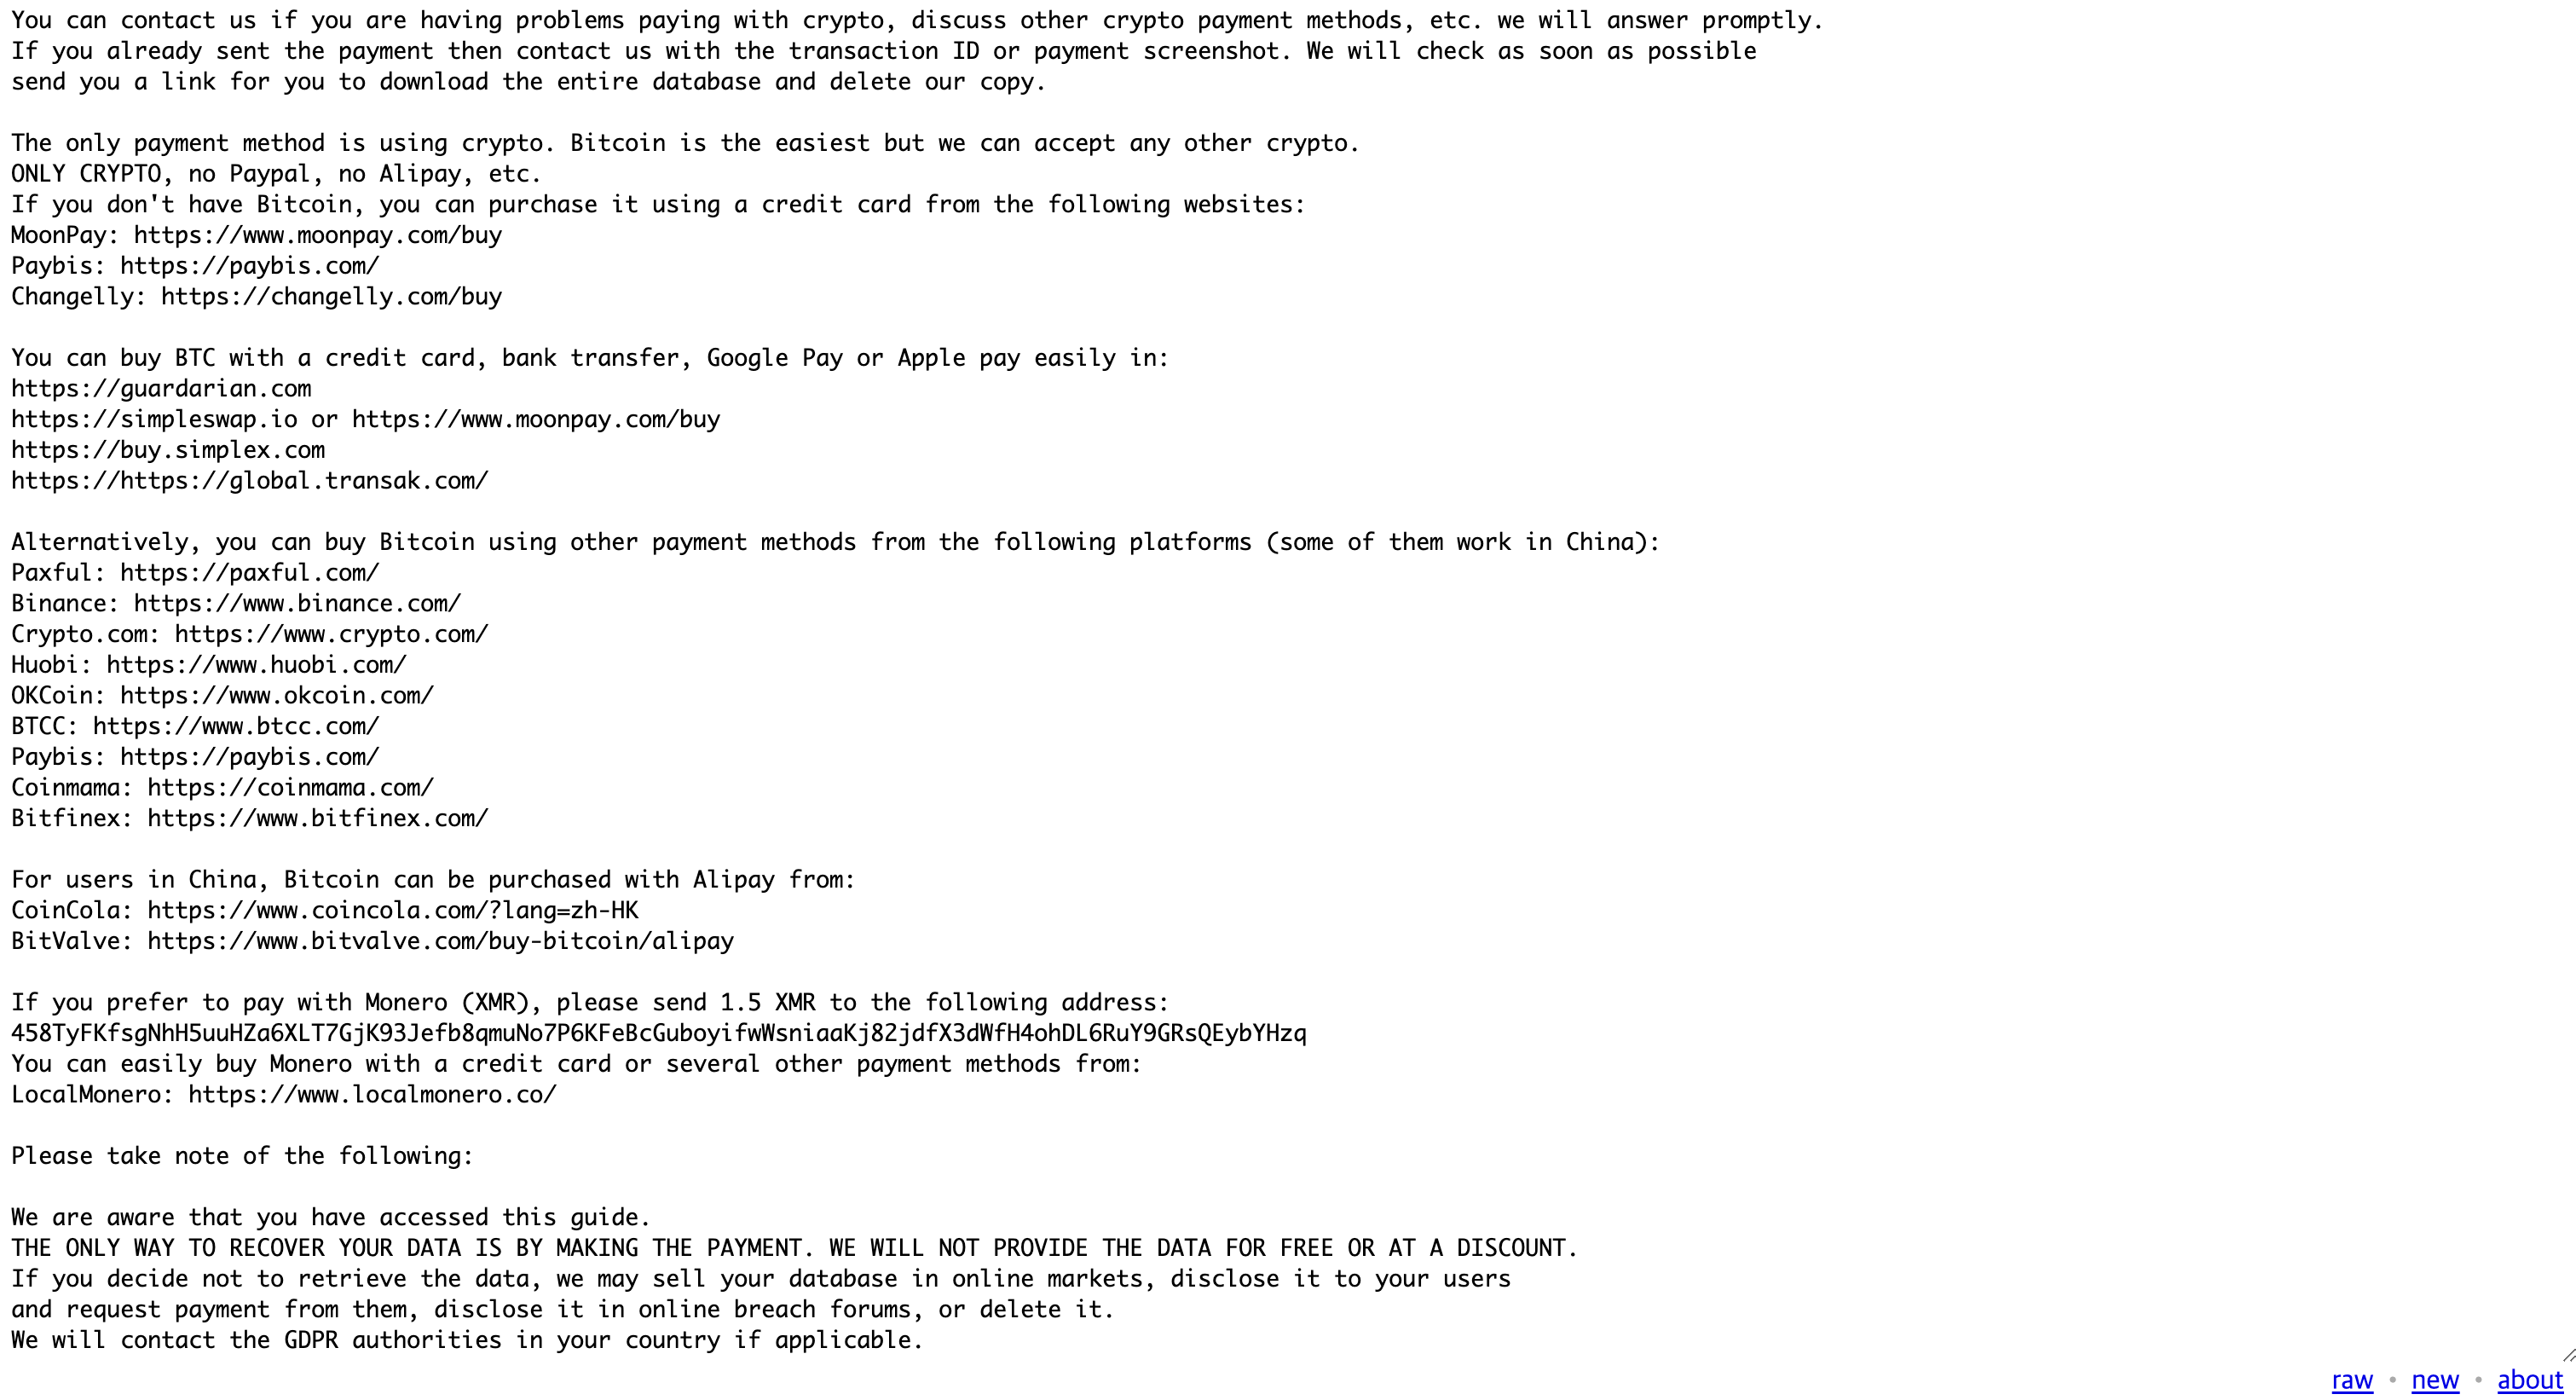 You can contact us if you are having problems paying with crypto, discuss other crypto payment methods, etc. we will answer promptly.
If you already sent the payment then contact us with the transaction ID or payment screenshot. We will check as soon as possible
send you a link for you to download the entire database and delete our copy.
The only payment method is using crypto. Bitcoin is the easiest but we can accept any other crypto.
ONLY CRYPTO, no Paypal, no Alipay, etc.
If you don't have Bitcoin, you can purchase it using a credit card from the following websites:
MoonPay: https://www.moonpay.com/buy
Paybis: https://paybis.com/
Changelly: https://changelly.com/buy
You can buy BTC with a credit card, bank transfer, Google Pay or Apple pay easily in:
https://guardarian.com
https://simpleswap.io or https://www.moonpay.com/buy
https://buy.simplex.com
https://https://global.transak.com/
Alternatively, you can buy Bitcoin using other payment methods from the following platforms (some of them work in China):
Paxful: https://paxful.com/
Binance: https://www.binance.com/
Crypto.com: https://www.crypto.com/
Huobi: https://www.huobi.com/
OKCoin: https://www.okcoin.com/
BTCC: https://www.btcc.com/
Paybis: https://paybis.com/
Coinmama: https://coinmama.com/
Bitfinex: https://www.bitfinex.com/
For users in China, Bitcoin can be purchased with Alipay from:
CoinCola: https://www.coincola.com/?lang=zh-HK
BitValve: https://www.bitvalve.com/buy-bitcoin/alipay
If you prefer to pay with Monero (XMR), please send 1.5 XMR to the following address:
458TyFKfsgNhH5uuHZa6XLT7GjK93Jefb8qmuNo7P6KFeBcGuboyifwWsniaaKj82jdfX3dWfH4ohDL6RuY9GRsQEybYHzq
You can easily buy Monero with a credit card or several other payment methods from:
LocalMonero: https://www.localmonero.co/
Please take note of the following:
We are aware that you have accessed this guide.
THE ONLY WAY TO RECOVER YOUR DATA IS BY MAKING THE PAYMENT. WE WILL NOT PROVIDE THE DATA FOR FREE OR AT A DISCOUNT.
If you decide not to retrieve the data, we may sell your database in online markets, disclose it to your users
and request payment from them, disclose it in online breach forums, or delete it.
We will contact the GDPR authorities in your country if applicable.
raw • new • about